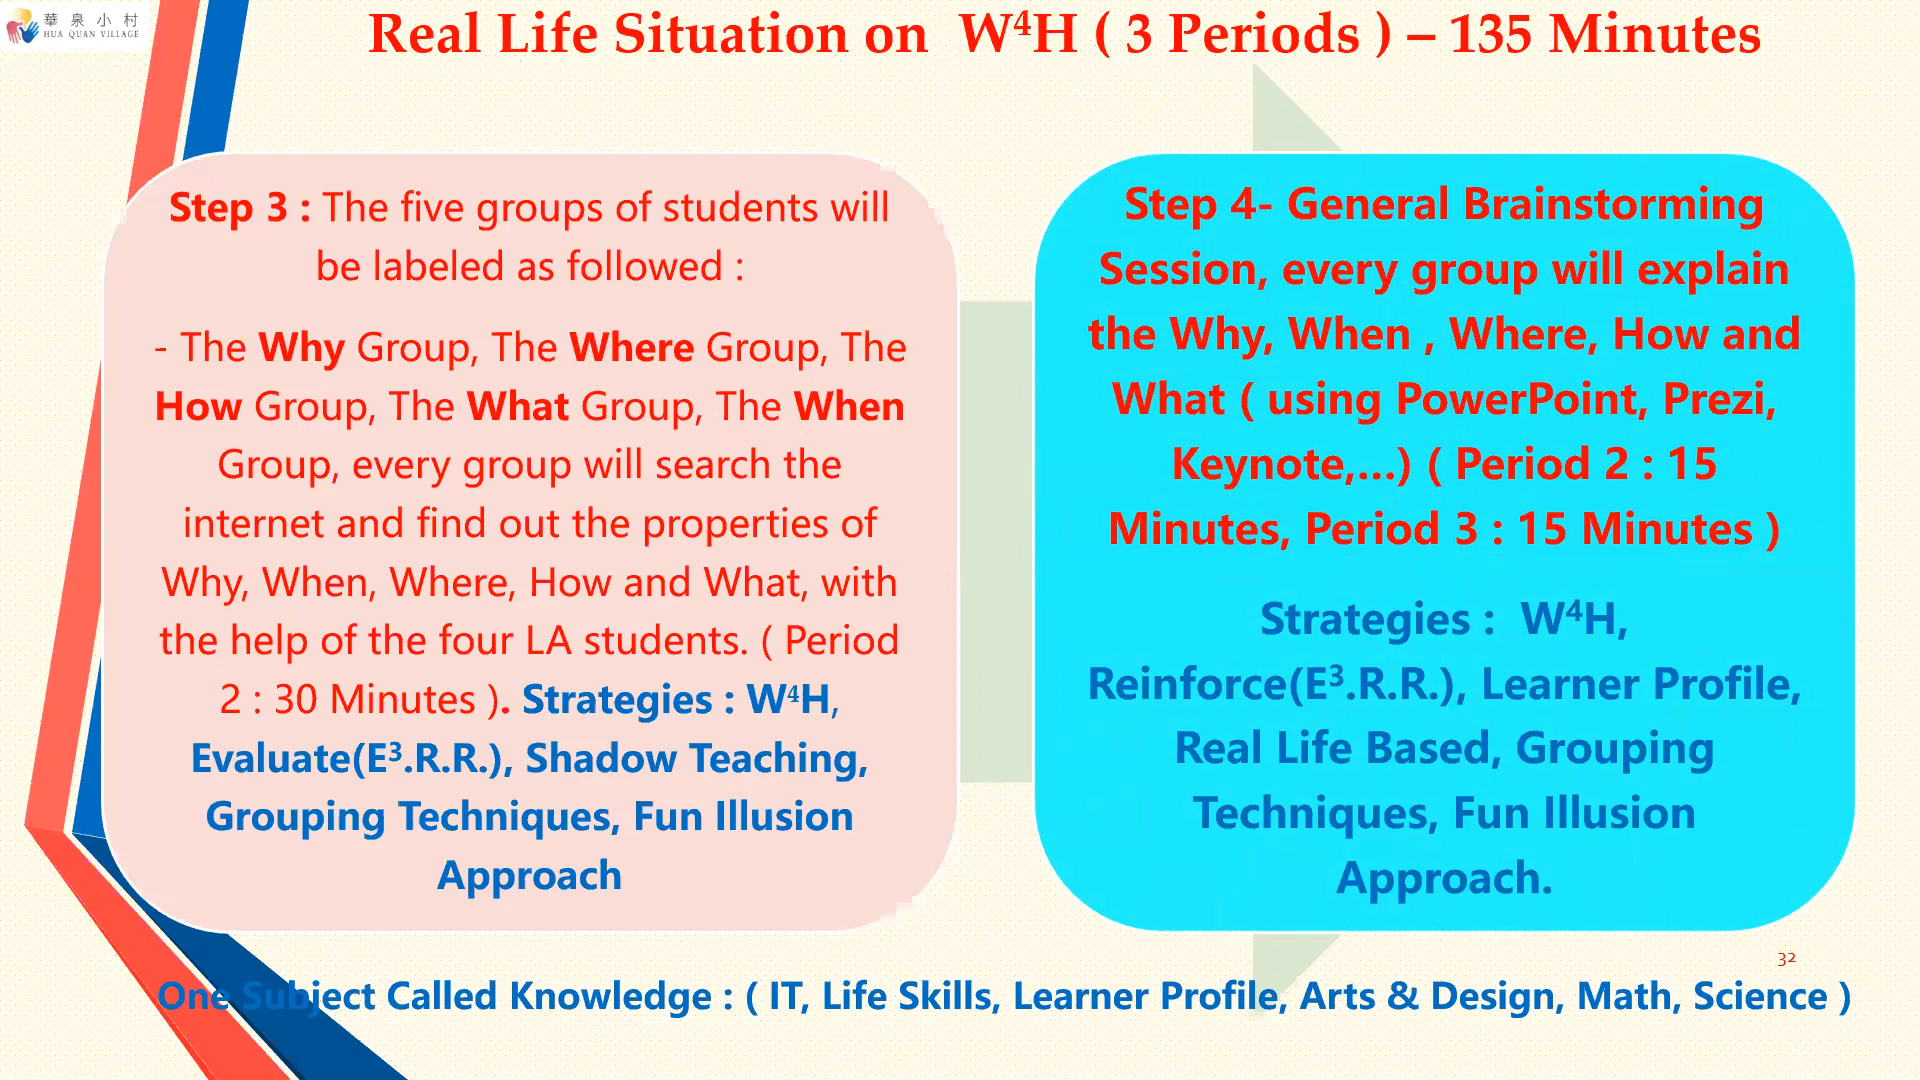 華泉小村
HUA QUAN VILLAGE
Real Life Situation on W⁴H ( 3 Periods ) – 135 Minutes
Step 3 : The five groups of students will
be labeled as followed :
- The Why Group, The Where Group, The
How Group, The What Group, The When
Group, every group will search the
internet and find out the properties of
Why, When, Where, How and What, with
the help of the four LA students. ( Period
2 : 30 Minutes ). Strategies : W⁴H,
Evaluate(E³.R.R.), Shadow Teaching,
Grouping Techniques, Fun Illusion
Approach
Step 4- General Brainstorming
Session, every group will explain
the Why, When , Where, How and
What ( using PowerPoint, Prezi,
Keynote,...) ( Period 2 : 15
Minutes, Period 3 : 15 Minutes )
Strategies : W⁴H,
Reinforce(E³.R.R.), Learner Profile,
Real Life Based, Grouping
Techniques, Fun Illusion
Approach.
32
One Subject Called Knowledge : ( IT, Life Skills, Learner Profile, Arts & Design, Math, Science )